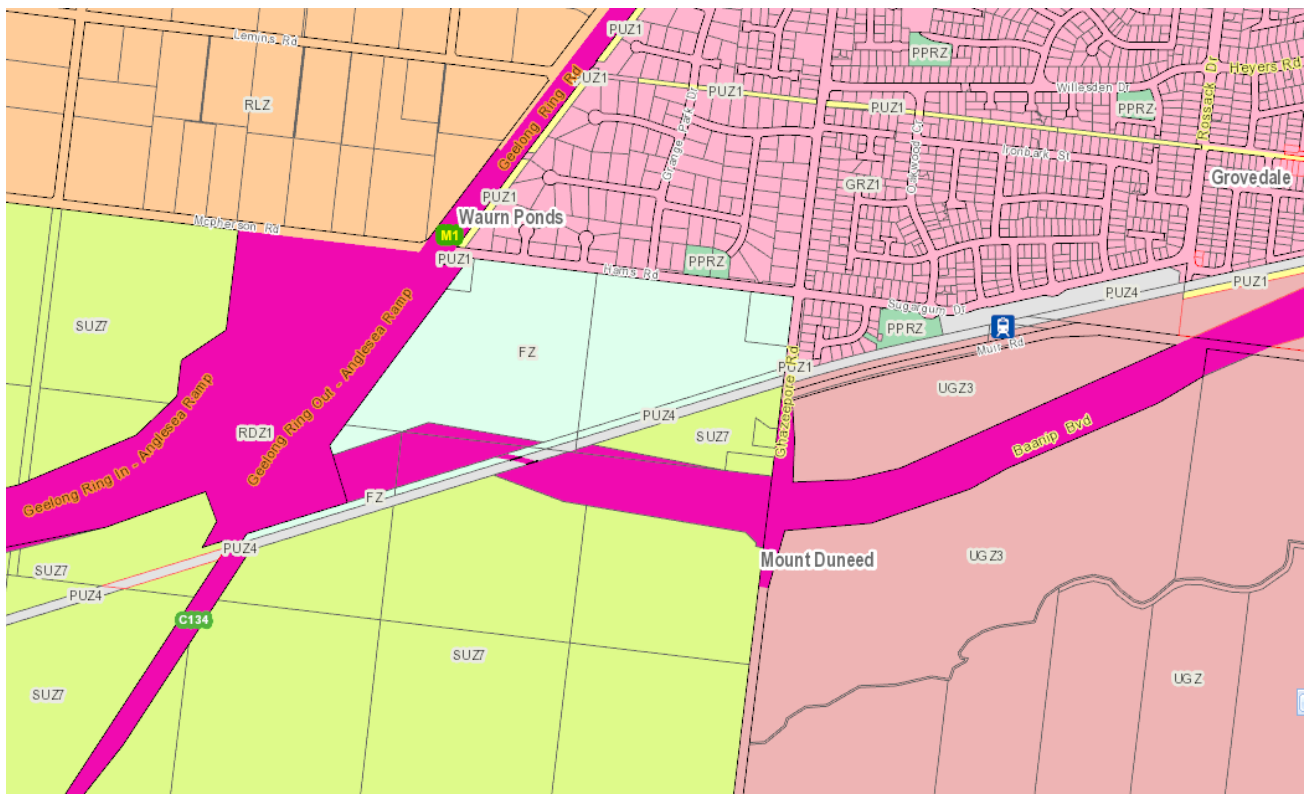 PUZ1
Lemins Rd
PPRZ
Heyers Rd
PUZ1
Geelong Ring Rd
PUZ1
Willesden Dr
RLZ
PUZ1
PPRZ
Rossack Dr
Grange Park Dr
Oakwood Cr
Ironbark St
Grovedale
GRZ1
PUZ1
Waurn Ponds
Mcpherson Rd
M1
PUZ1
PPRZ
Hams Rd
PUZ1
PUZ4
Sugargum Dr
PPRZ
SUZ7
FZ
Muir Rd
PUZ1
Ghazeepore Rd
UGZ3
Geelong Ring Out - Anglesea Ramp
PUZ4
RDZ1
SUZ7
Baanip Bvd
Geelong Ring In - Anglesea Ramp
FZ
PUZ4
Mount Duneed
UGZ3
SUZ7
PUZ4
C134
SUZ7
UGZ
SUZ7